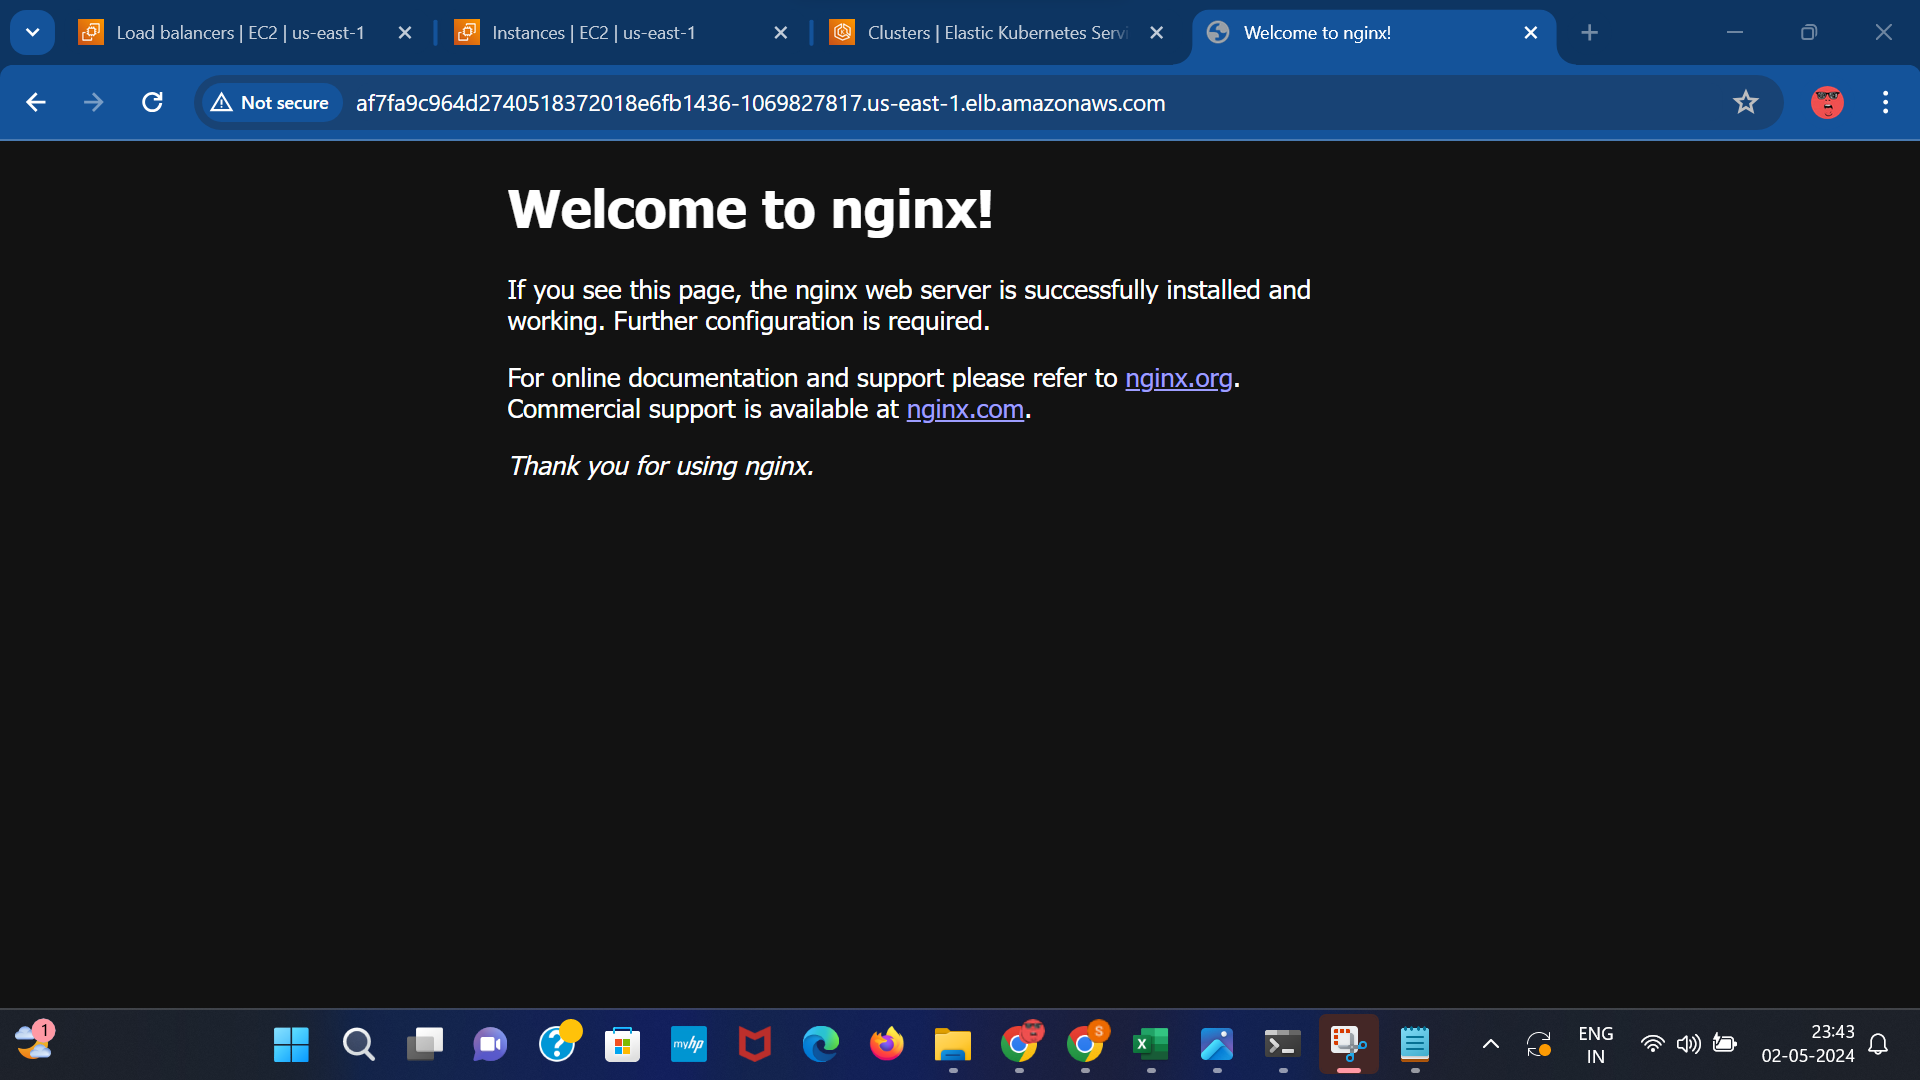 Load balancers | EC2 | us-east-1
Instances | EC2 | us-east-1
Clusters | Elastic Kubernetes Servi
Welcome to nginx!
Not secure
af7fa9c964d2740518372018e6fb1436-1069827817.us-east-1.elb.amazonaws.com
Welcome to nginx!
If you see this page, the nginx web server is successfully installed and
working. Further configuration is required.
For online documentation and support please refer to nginx.org.
Commercial support is available at nginx.com.
Thank you for using nginx.
1
myhp
S
X
ENG
IN
23:43
02-05-2024